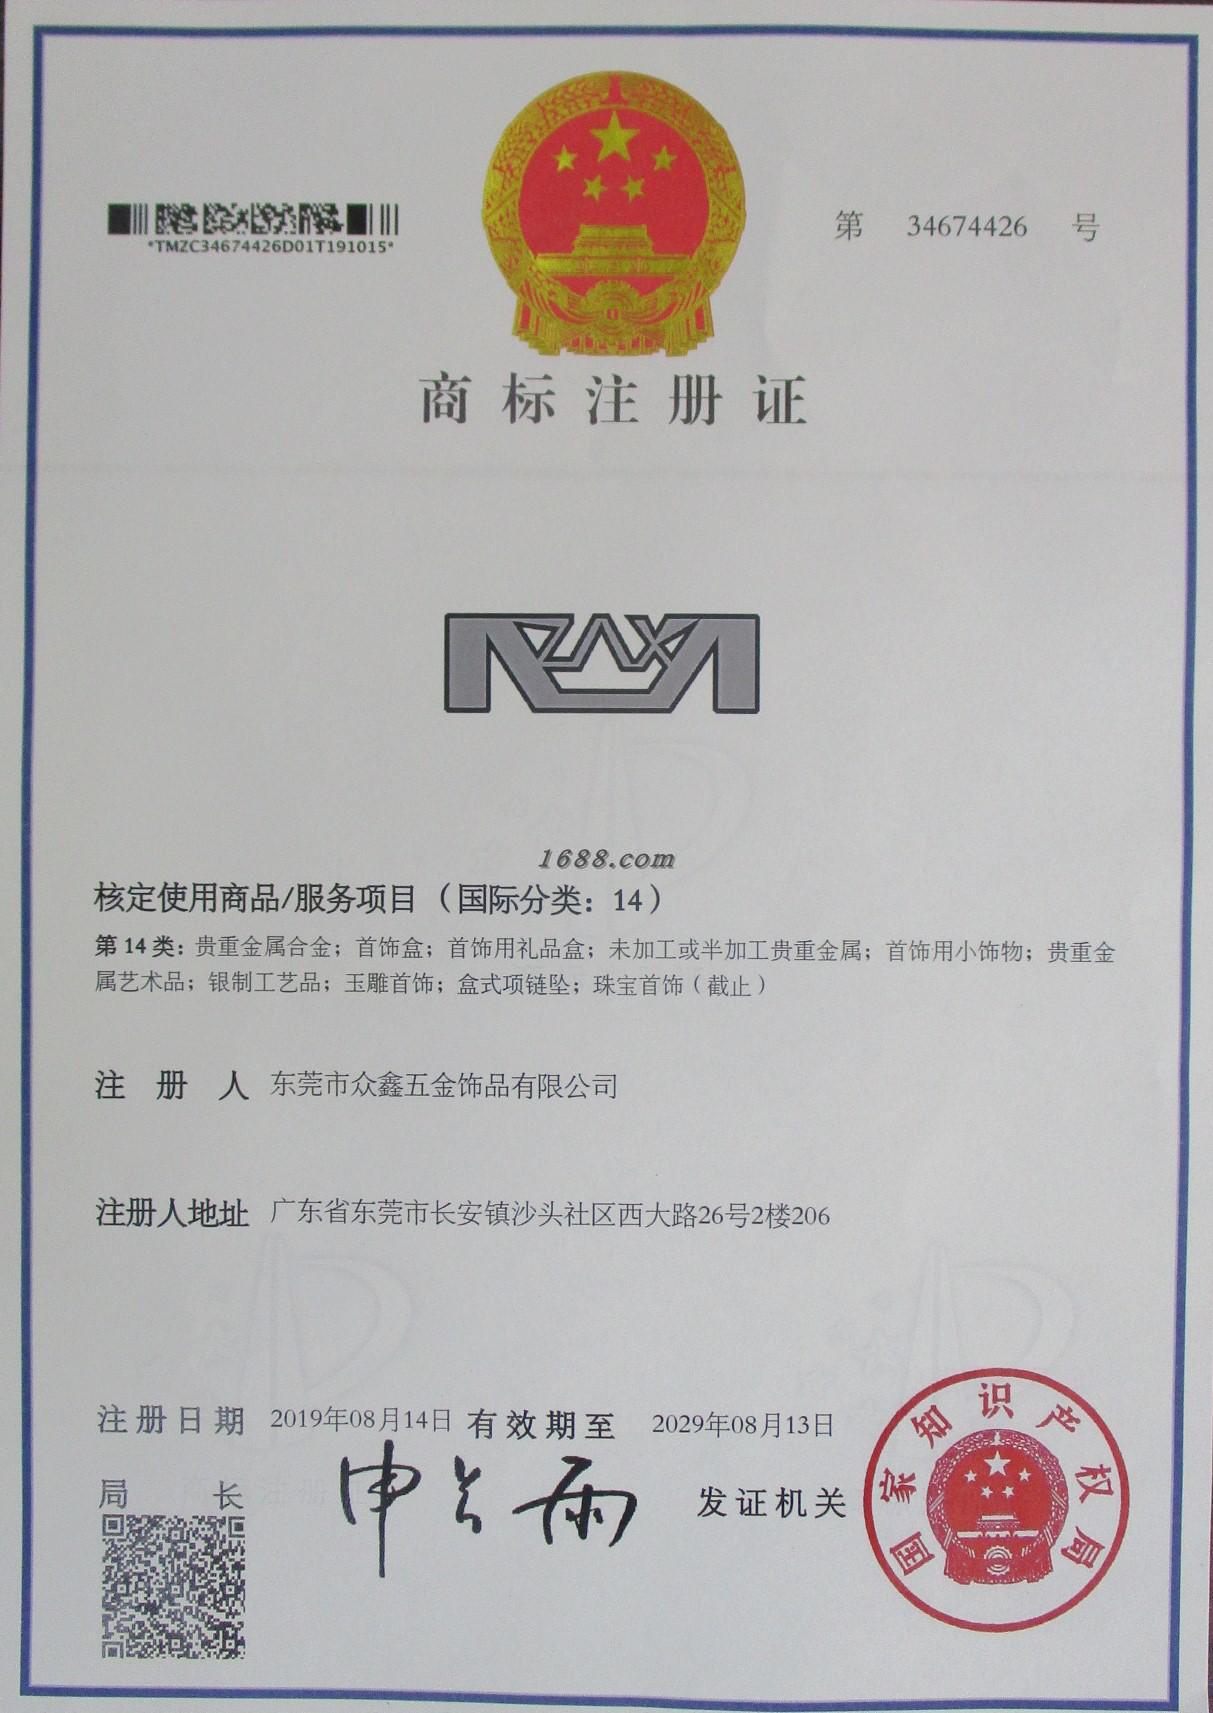 第 34674426 号
*TMZC34674426D01T191015*
商标注册证
1688.com
核定使用商品/服务项目（国际分类：14）
第14类：贵重金属合金；首饰盒；首饰用礼品盒；未加工或半加工贵重金属；首饰用小饰物；贵重金
属艺术品；银制工艺品；玉雕首饰；盒式项链坠；珠宝首饰（截止）
注册人 东莞市众鑫五金饰品有限公司
注册人地址 广东省东莞市长安镇沙头社区西大路26号2楼206
注册日期 2019年08月14日 有效期至 2029年08月13日
局长 申长雨 发证机关
国家知识产权局